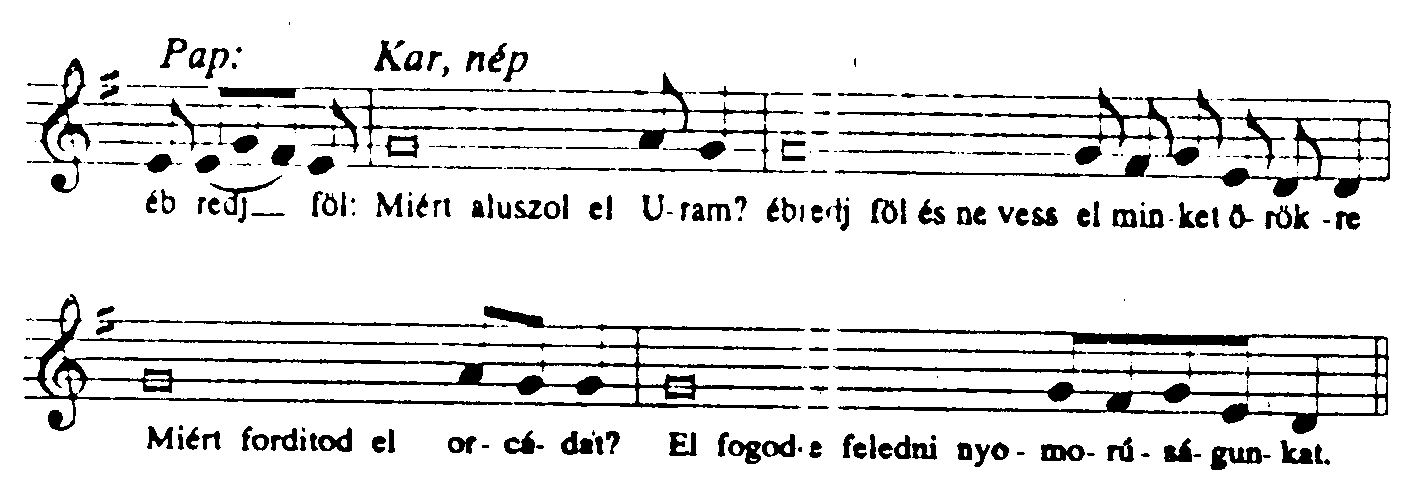 Pap: Kar, nép
éb redj__ föl: Miért aluszol el U-ram? ébredj föl és ne vess el min-ket ö-rök-re
Miért forditod el or-cá-dat? El fogod-e feledni nyo-mo-rú-sá-gun-kat.